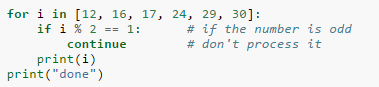 for i in [12, 16, 17, 24, 29, 30]:
    if i % 2 == 1:      # if the number is odd
        continue        # don't process it
    print(i)
print("done")